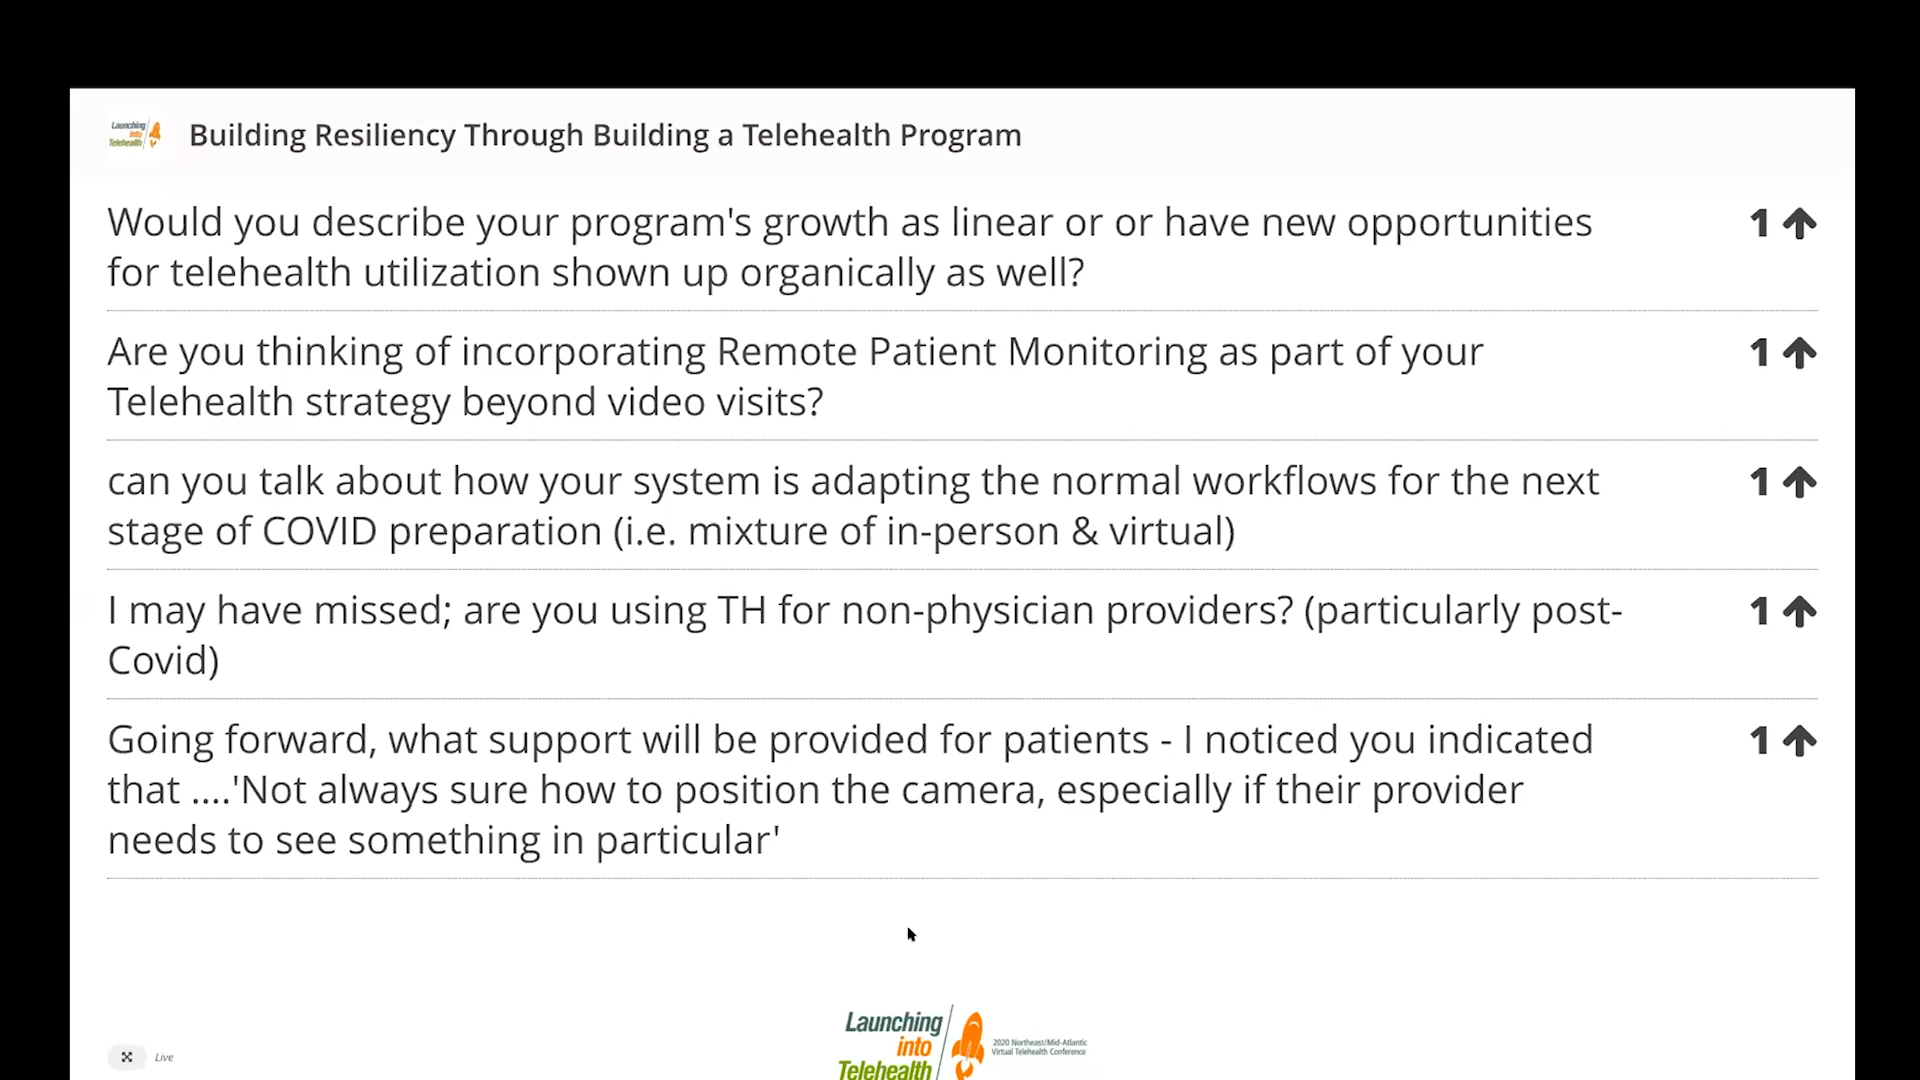 Launching
into
Telehealth
Building Resiliency Through Building a Telehealth Program
Would you describe your program's growth as linear or or have new opportunities
for telehealth utilization shown up organically as well?
1
Are you thinking of incorporating Remote Patient Monitoring as part of your
Telehealth strategy beyond video visits?
1
can you talk about how your system is adapting the normal workflows for the next
stage of COVID preparation (i.e. mixture of in-person & virtual)
1
I may have missed; are you using TH for non-physician providers? (particularly post-
Covid)
1
Going forward, what support will be provided for patients - I noticed you indicated
that ....'Not always sure how to position the camera, especially if their provider
needs to see something in particular'
1
Live
Launching
into
Telehealth
2020 Northeast/Mid-Atlantic
Virtual Telehealth Conference